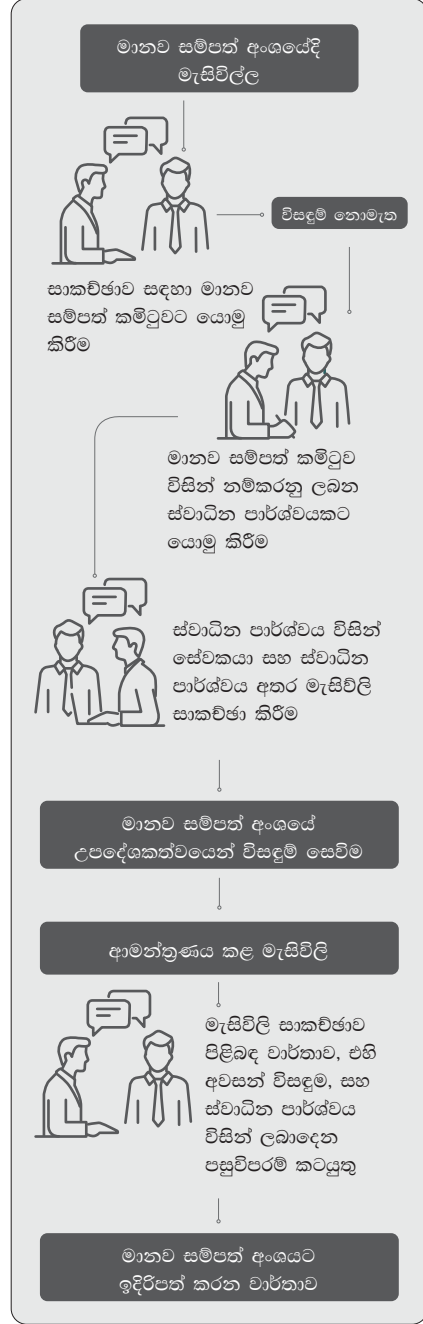 මානව සම්පත් අංශයේදි
මැසිවිල්ල
විසඳුම් නොමැත
සාකච්ඡාව සඳහා මානව
සම්පත් කමිටුවට යොමු
කිරීම
මානව සම්පත් කමිටුව
විසින් නම්කරනු ලබන
ස්වාධින පාර්ශ්වයකට
යොමු කිරීම
ස්වාධින පාර්ශ්වය විසින්
සේවකයා සහ ස්වාධින
පාර්ශ්වය අතර මැසිව්ලි
සාකච්ඡා කිරීම
මානව සම්පත් අංශයේ
උපදේශකත්වයෙන් විසඳුම් සෙවිම
ආමන්ත්‍රණය කළ මැසිවිලි
මැසිවිලි සාකච්ඡාව
පිළිබඳ වාර්තාව, එහි
අවසන් විසඳුම, සහ
ස්වාධින පාර්ශ්වය
විසින් ලබාදෙන
පසුවිපරම් කටයුතු
මානව සම්පත් අංශයට
ඉදිරිපත් කරන වාර්තාව